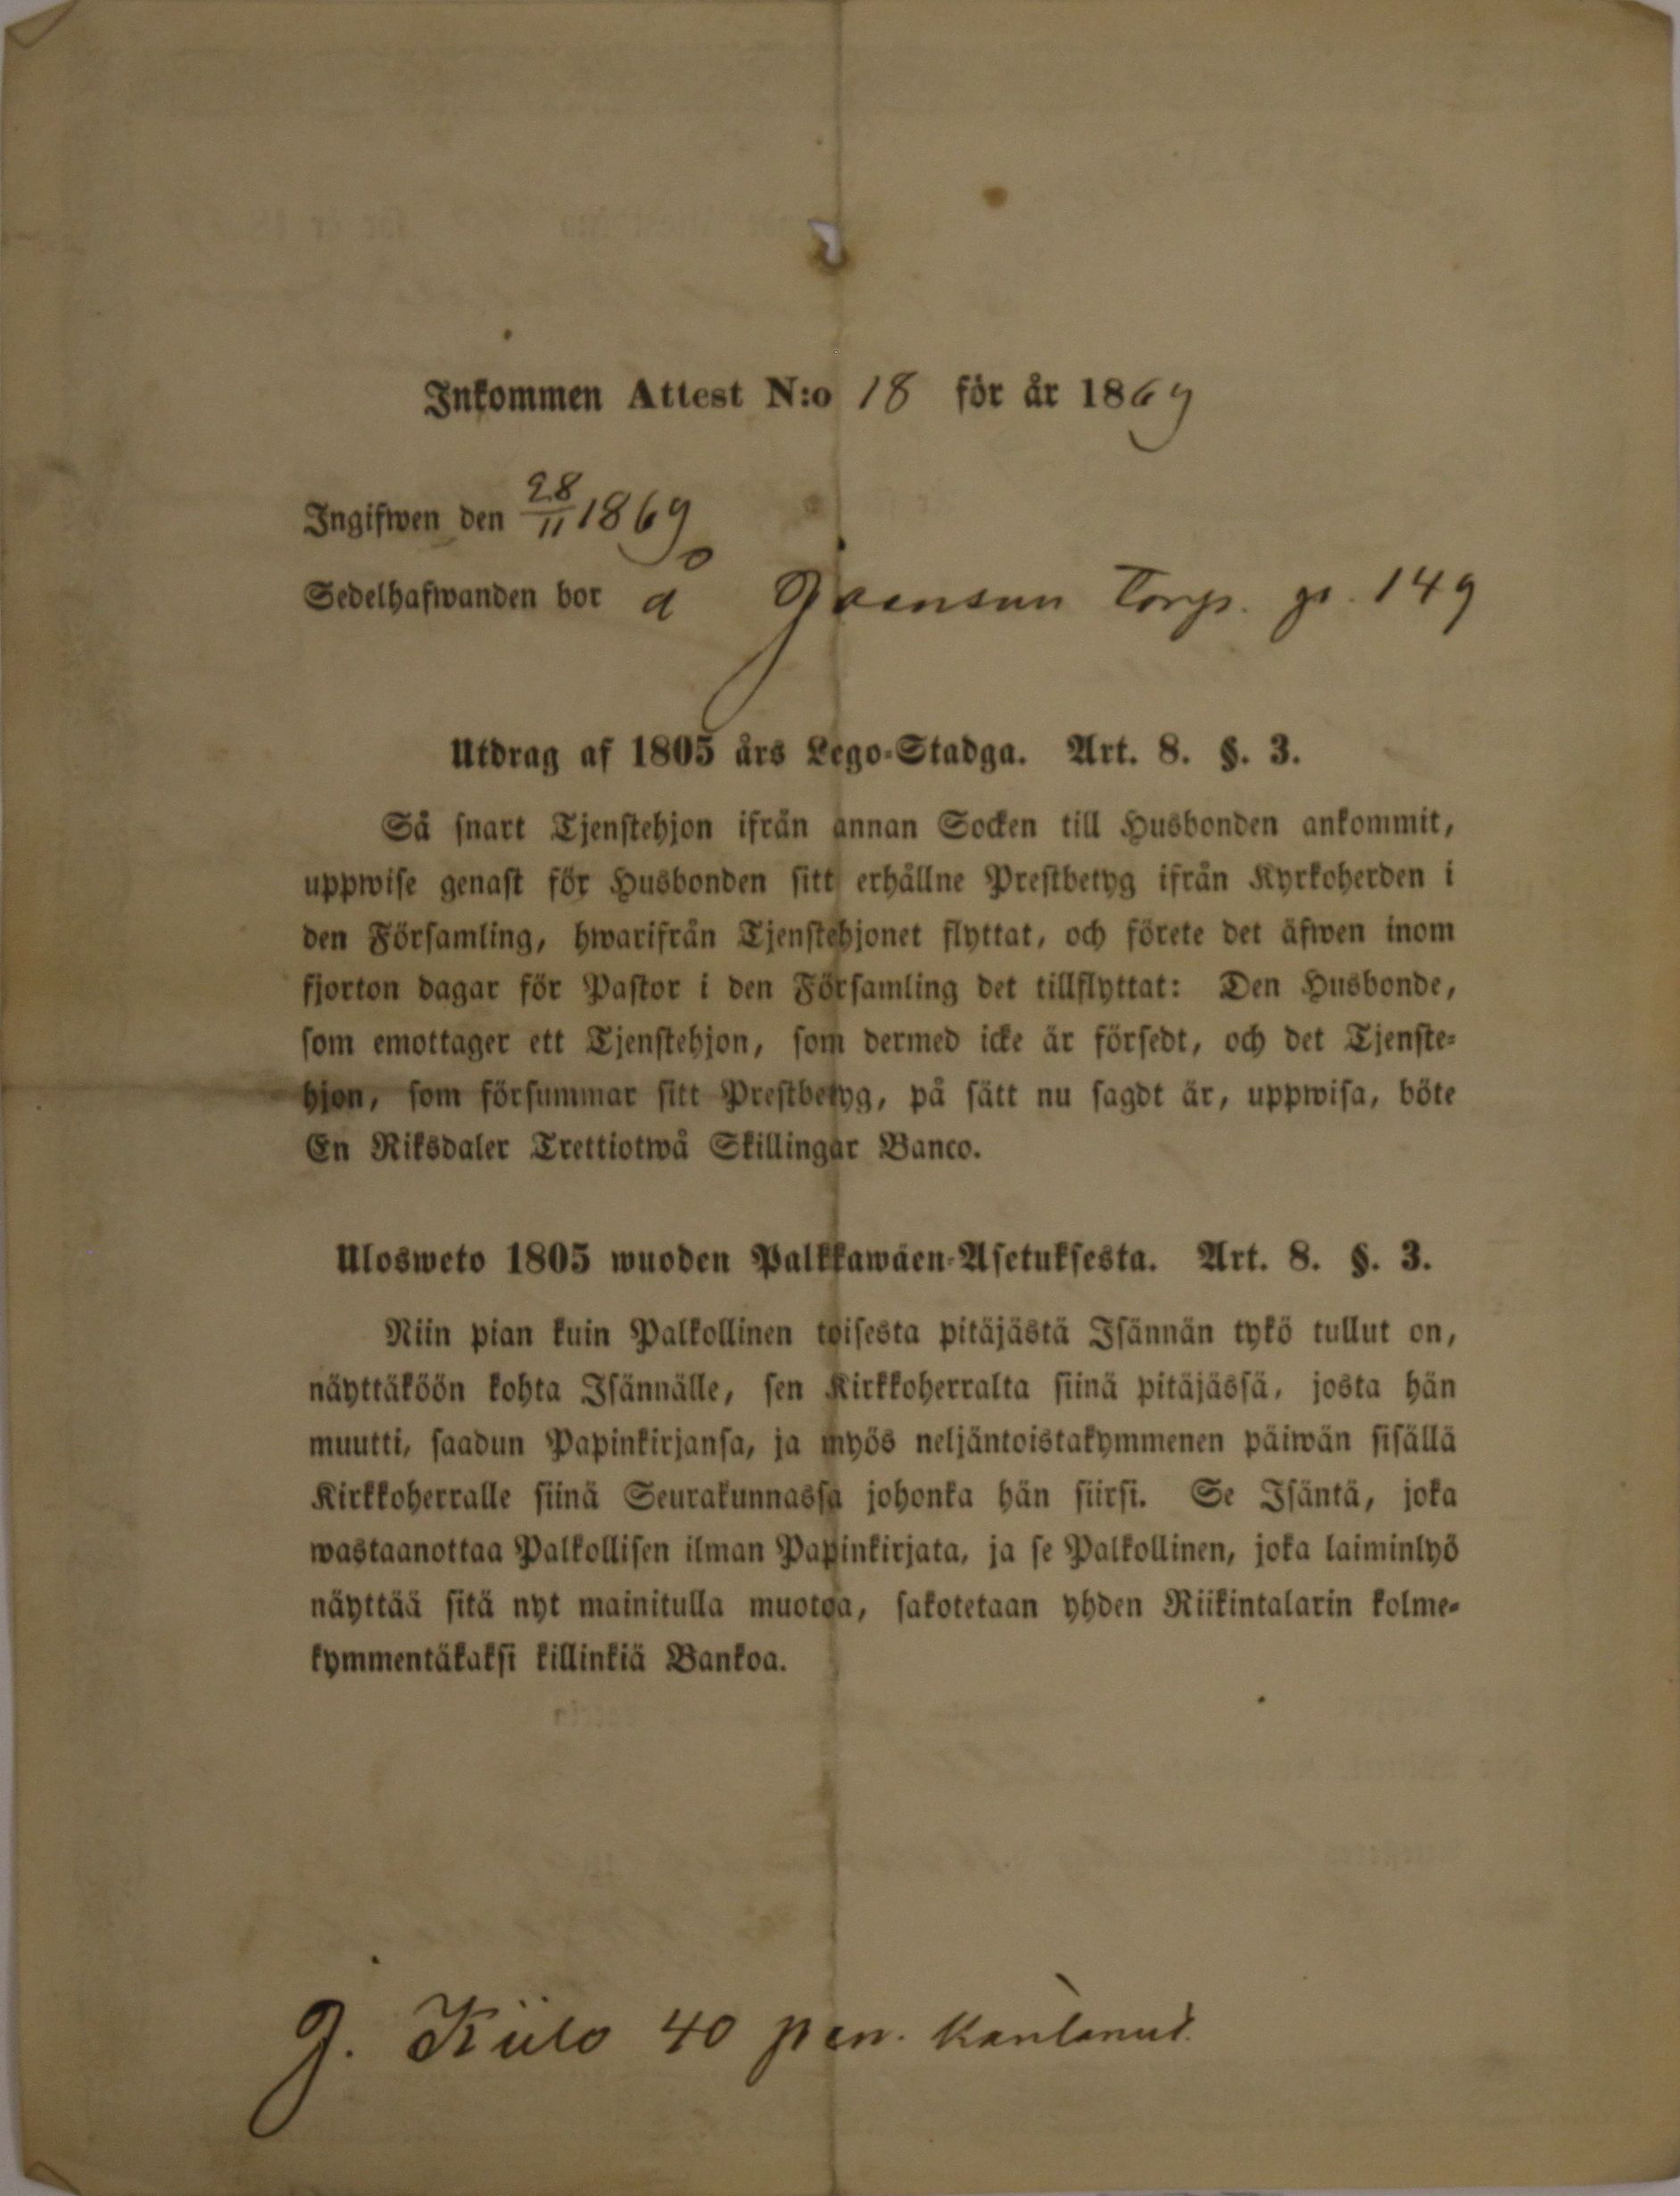 Inkommen Attest N:o 18 för år 1869
Ingifwen den 28/11 1869
Sedelhafwanden bor å Joensun Torp. p. 149
Utdrag af 1805 års Lego-Stadga. Art. 8. §. 3.
Så snart Tjenstehjon ifrån annan Socken till Husbonden ankommit,
uppwise genast för Husbonden sitt erhållne Prestbetyg ifrån Kyrkoherden i
den Församling, hwarifrån Tjenstehjonet flyttat, och förete det äfwen inom
fjorton dagar för Pastor i den Församling det tillflyttat: Den Husbonde,
som emottager ett Tjenstehjon, som dermed icke är försedt, och det Tjenste-
hjon, som försummar sitt Prestbetyg, på sätt nu sagdt är, uppwisa, böte
En Riksdaler Trettiotwå Skillingar Banco.
Ulosweto 1805 wuoden Palkkawäen-Asetuksesta. Art. 8. §. 3.
Niin pian kuin Palkollinen toisesta pitäjästä Isännän tykö tullut on,
näyttäköön kohta Isännälle, sen Kirkkoherralta siinä pitäjässä, josta hän
muutti, saadun Papinkirjansa, ja myös neljäntoistakymmenen päiwän sisällä
Kirkkoherralle siinä Seurakunnassa johonka hän siirsi. Se Isäntä, joka
wastaanottaa Palkollisen ilman Papinkirjata, ja se Palkollinen, joka laiminlyö
näyttää sitä nyt mainitulla muotoa, sakotetaan yhden Riikintalarin kolme-
kymmentäkaksi killinkiä Bankoa.
J. Kiilo 40 pen.